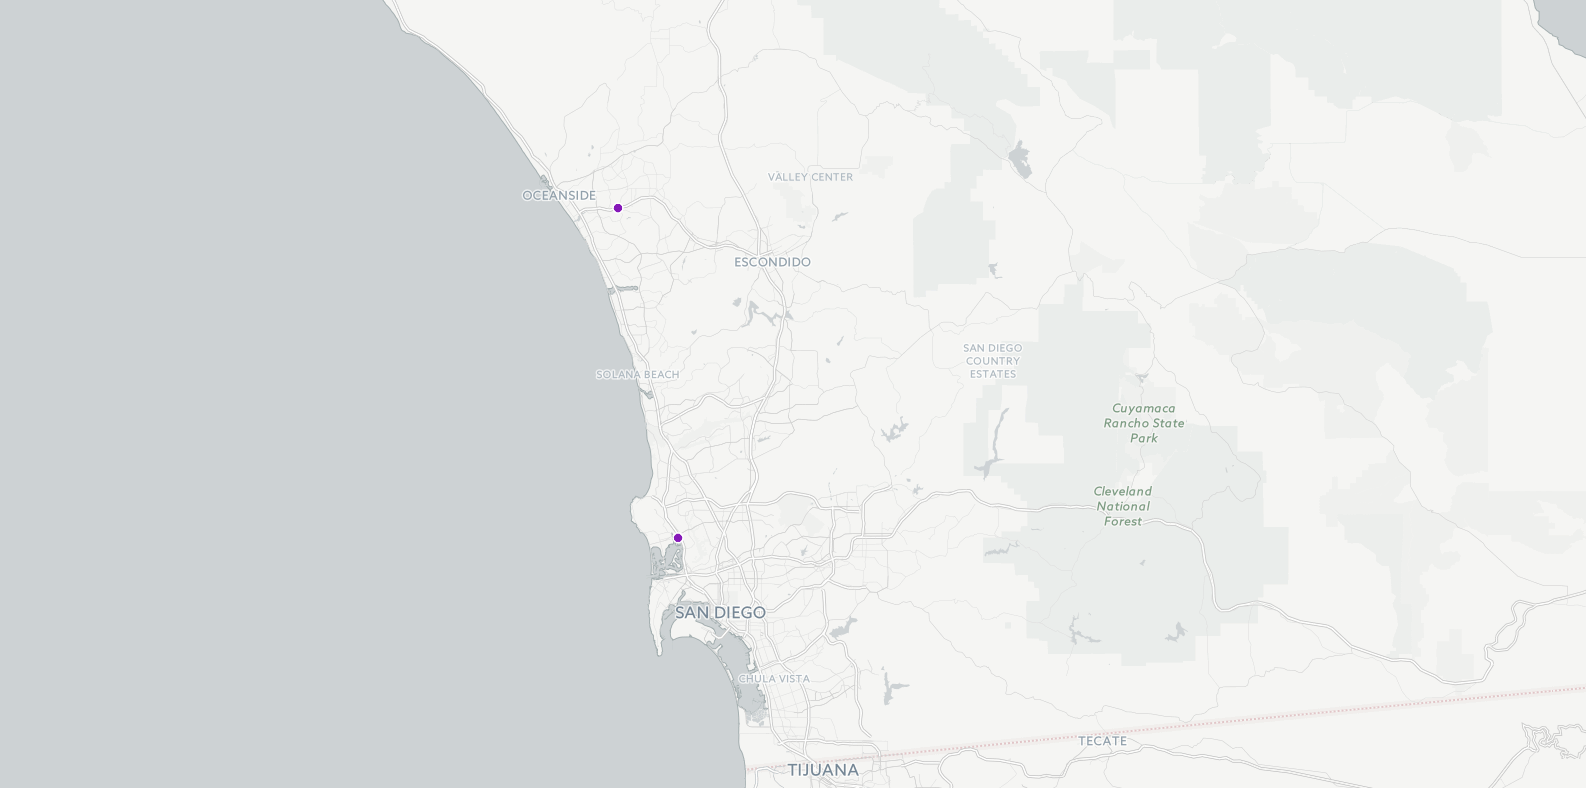 VALLEY CENTER
OCEANSIDE
ESCONDIDO
SAN DIEGO
COUNTRY
ESTATES
SOLANA BEACH
Cuyamaca
Rancho State
Park
Cleveland
National
Forest
SAN DIEGO
CHULA VISTA
TECATE
TIJUANA